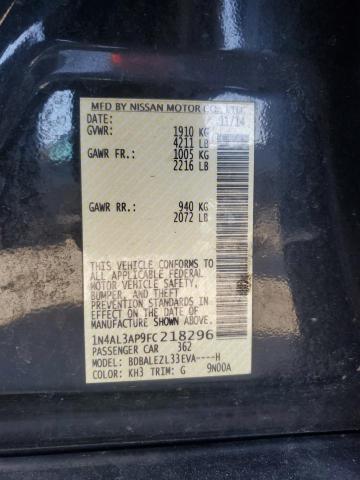 MFD BY NISSAN MOTOR CO., LTD.
DATE: 11/14
GVWR: 1910 KG
4211 LB
GAWR FR: 1005 KG
2216 LB
GAWR RR: 940 KG
2072 LB
THIS VEHICLE CONFORMS TO
ALL APPLICABLE FEDERAL
MOTOR VEHICLE SAFETY,
BUMPER, AND THEFT
PREVENTION STANDARDS IN
EFFECT ON THE DATE OF
MANUFACTURE SHOWN ABOVE.
1N4AL3AP9FC218296
PASSENGER CAR 362
MODEL: BDBALEZL33EVA----H
COLOR: KH3 TRIM: G 9N00A